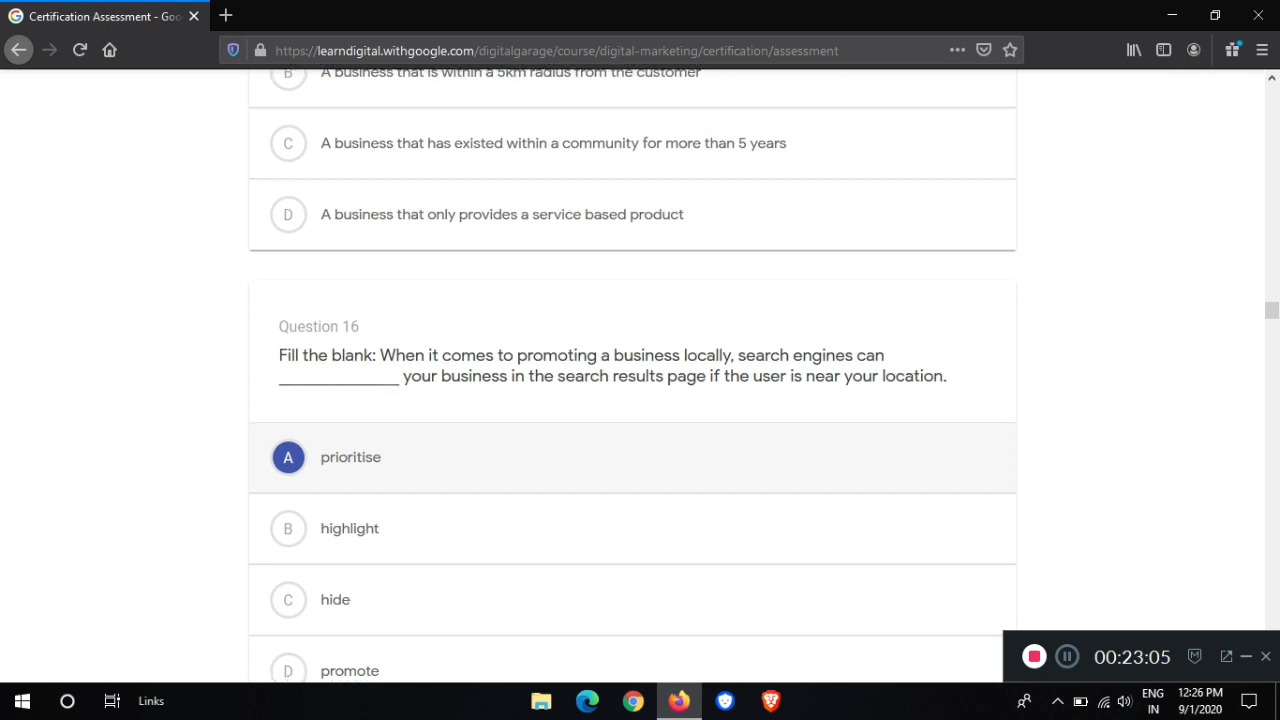 Certification Assessment - Goo
https://learndigital.withgoogle.com/digitalgarage/course/digital-marketing/certification/assessment
B A business that is within a 5km radius from the customer
C A business that has existed within a community for more than 5 years
D A business that only provides a service based product
Question 16
Fill the blank: When it comes to promoting a business locally, search engines can
______________ your business in the search results page if the user is near your location.
A prioritise
B highlight
C hide
D promote
00:23:05
Links
ENG
IN
12:26 PM
9/1/2020